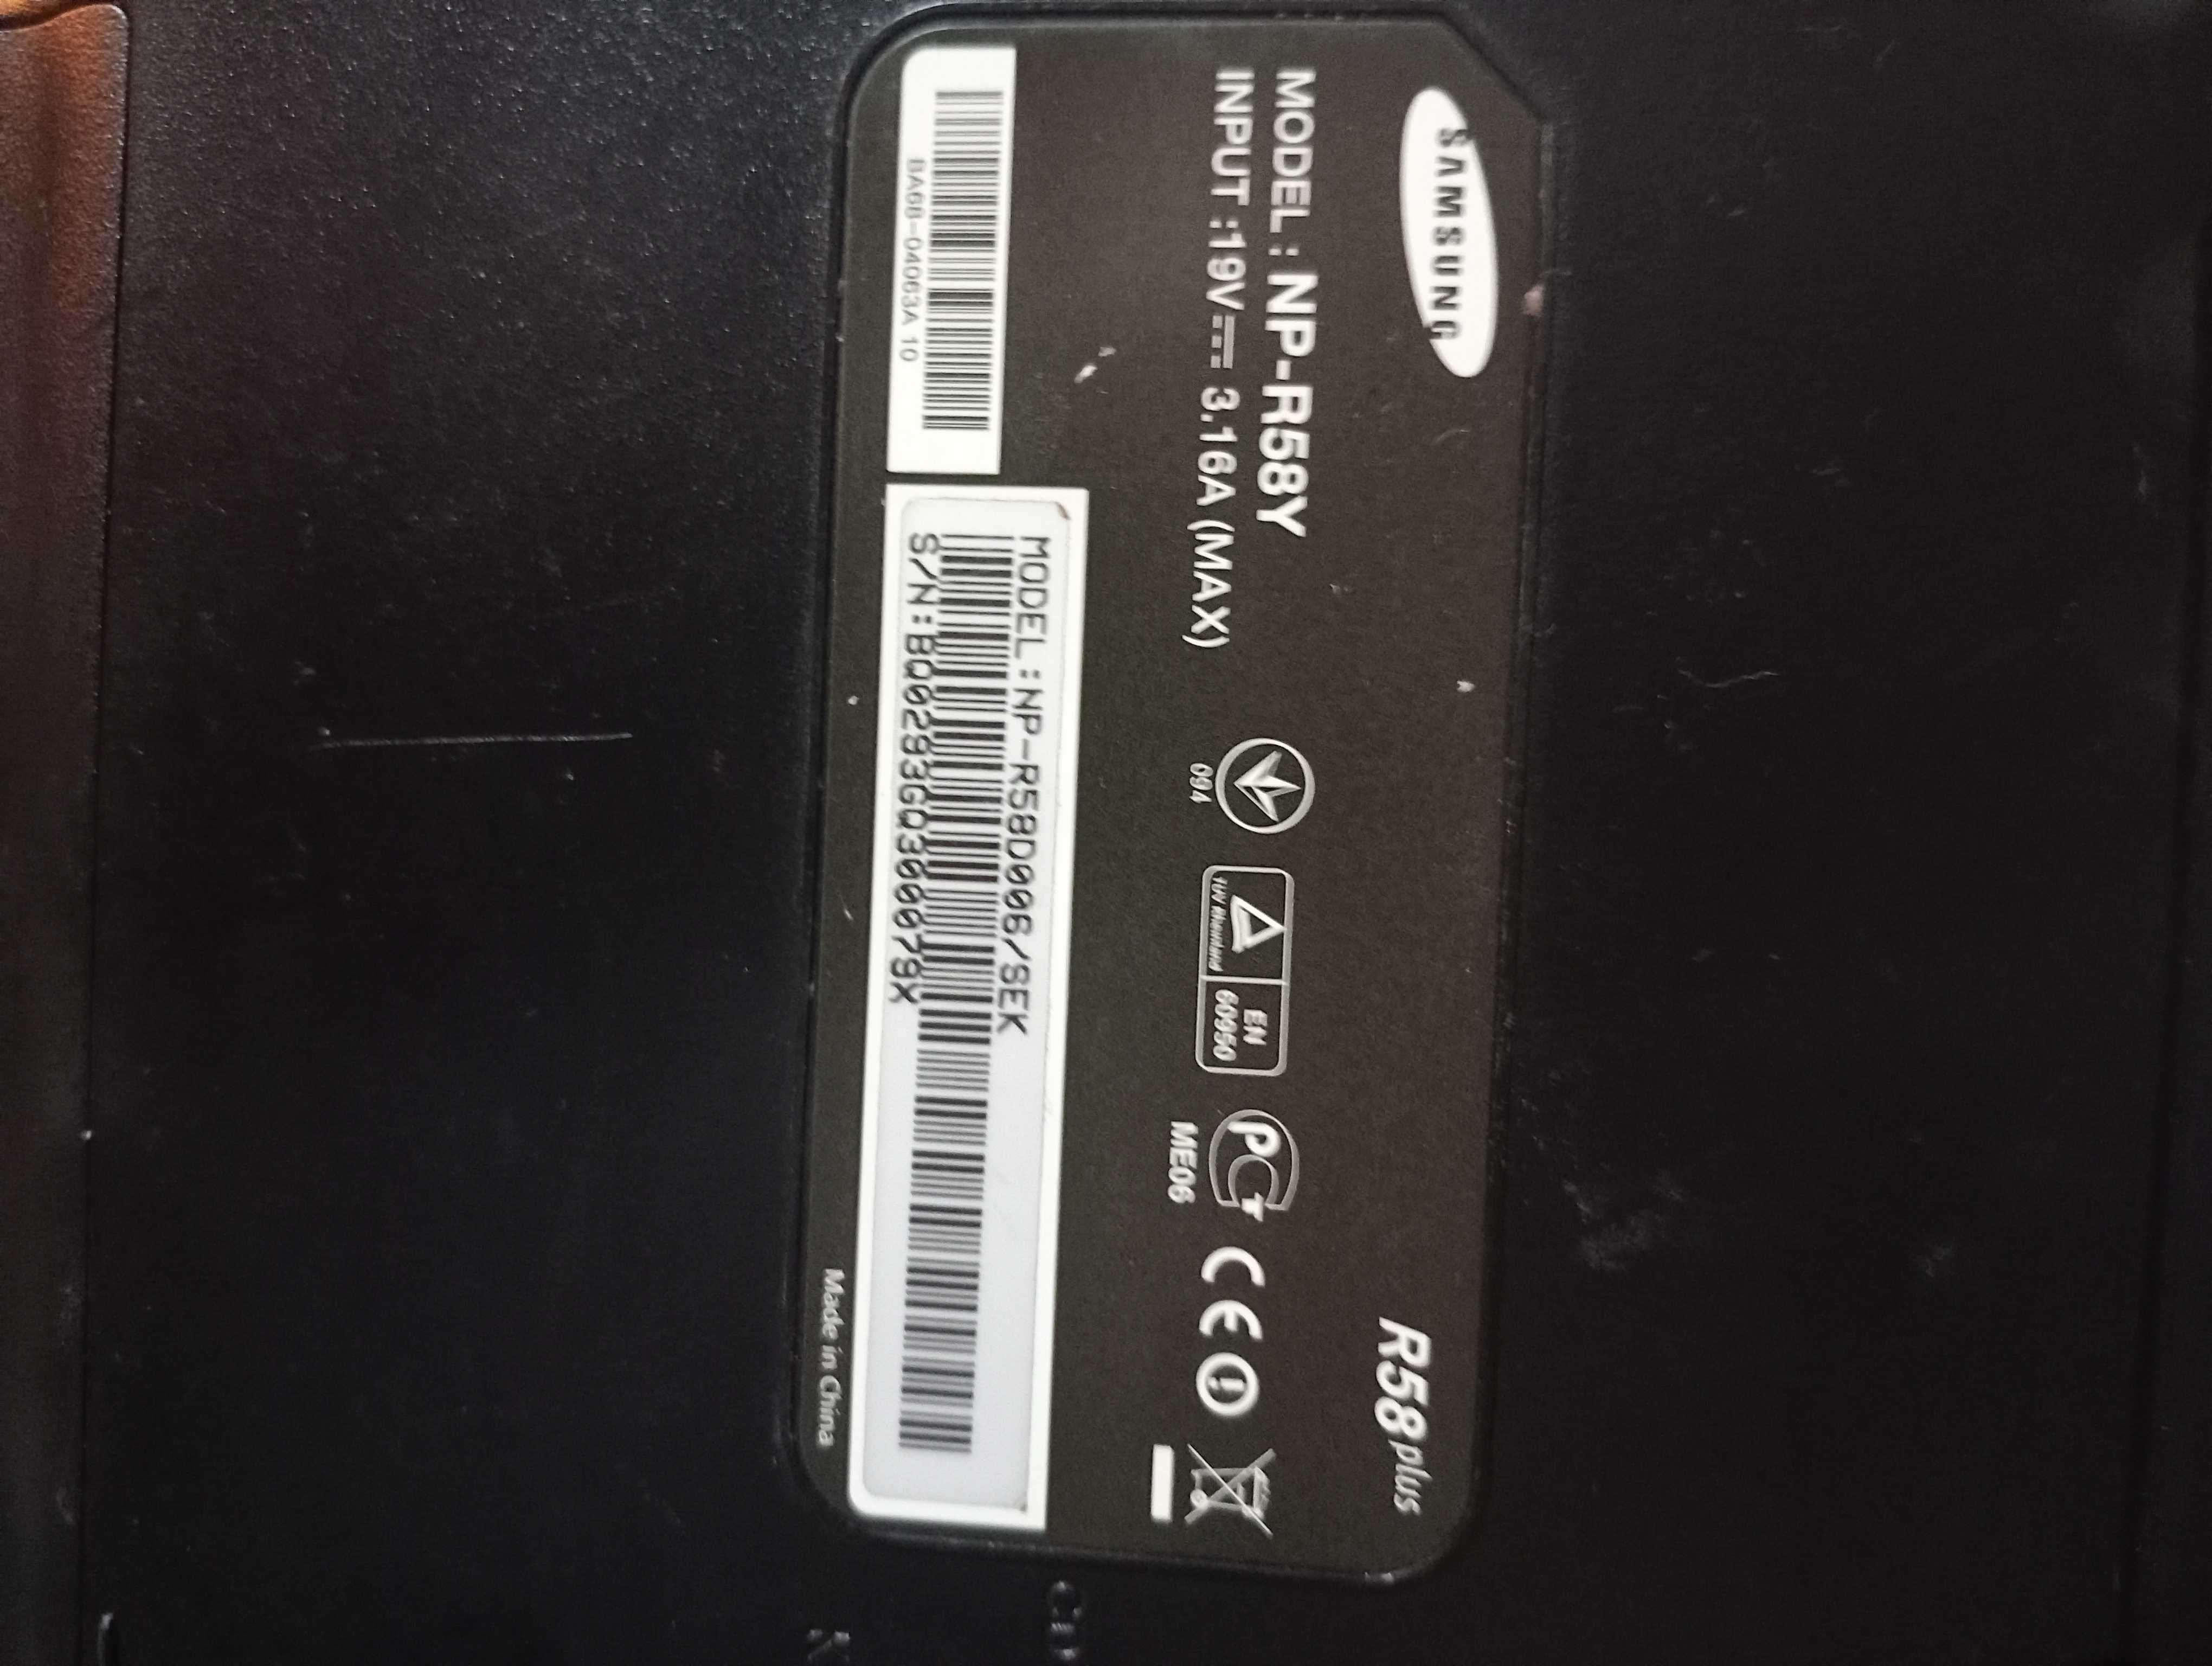 SAMSUNG
R58plus
MODEL : NP-R58Y
INPUT :19V 3.16A (MAX)
094
TÜV Rheinland
EN
60950
PCT
ME06
CE
BA68-04063A 10
MODEL:NP-R58D006/SEK
S/N:BQ0293GQ300079X
Made in China